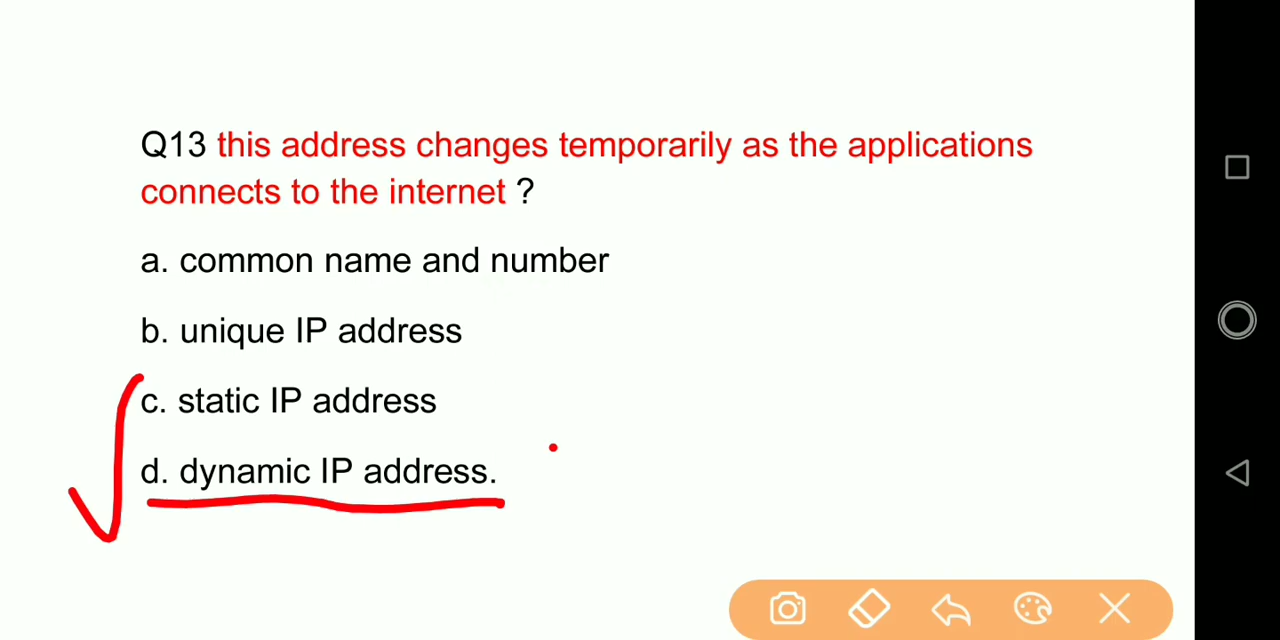 Q13 this address changes temporarily as the applications
connects to the internet ?
a. common name and number
b. unique IP address
c. static IP address
d. dynamic IP address.